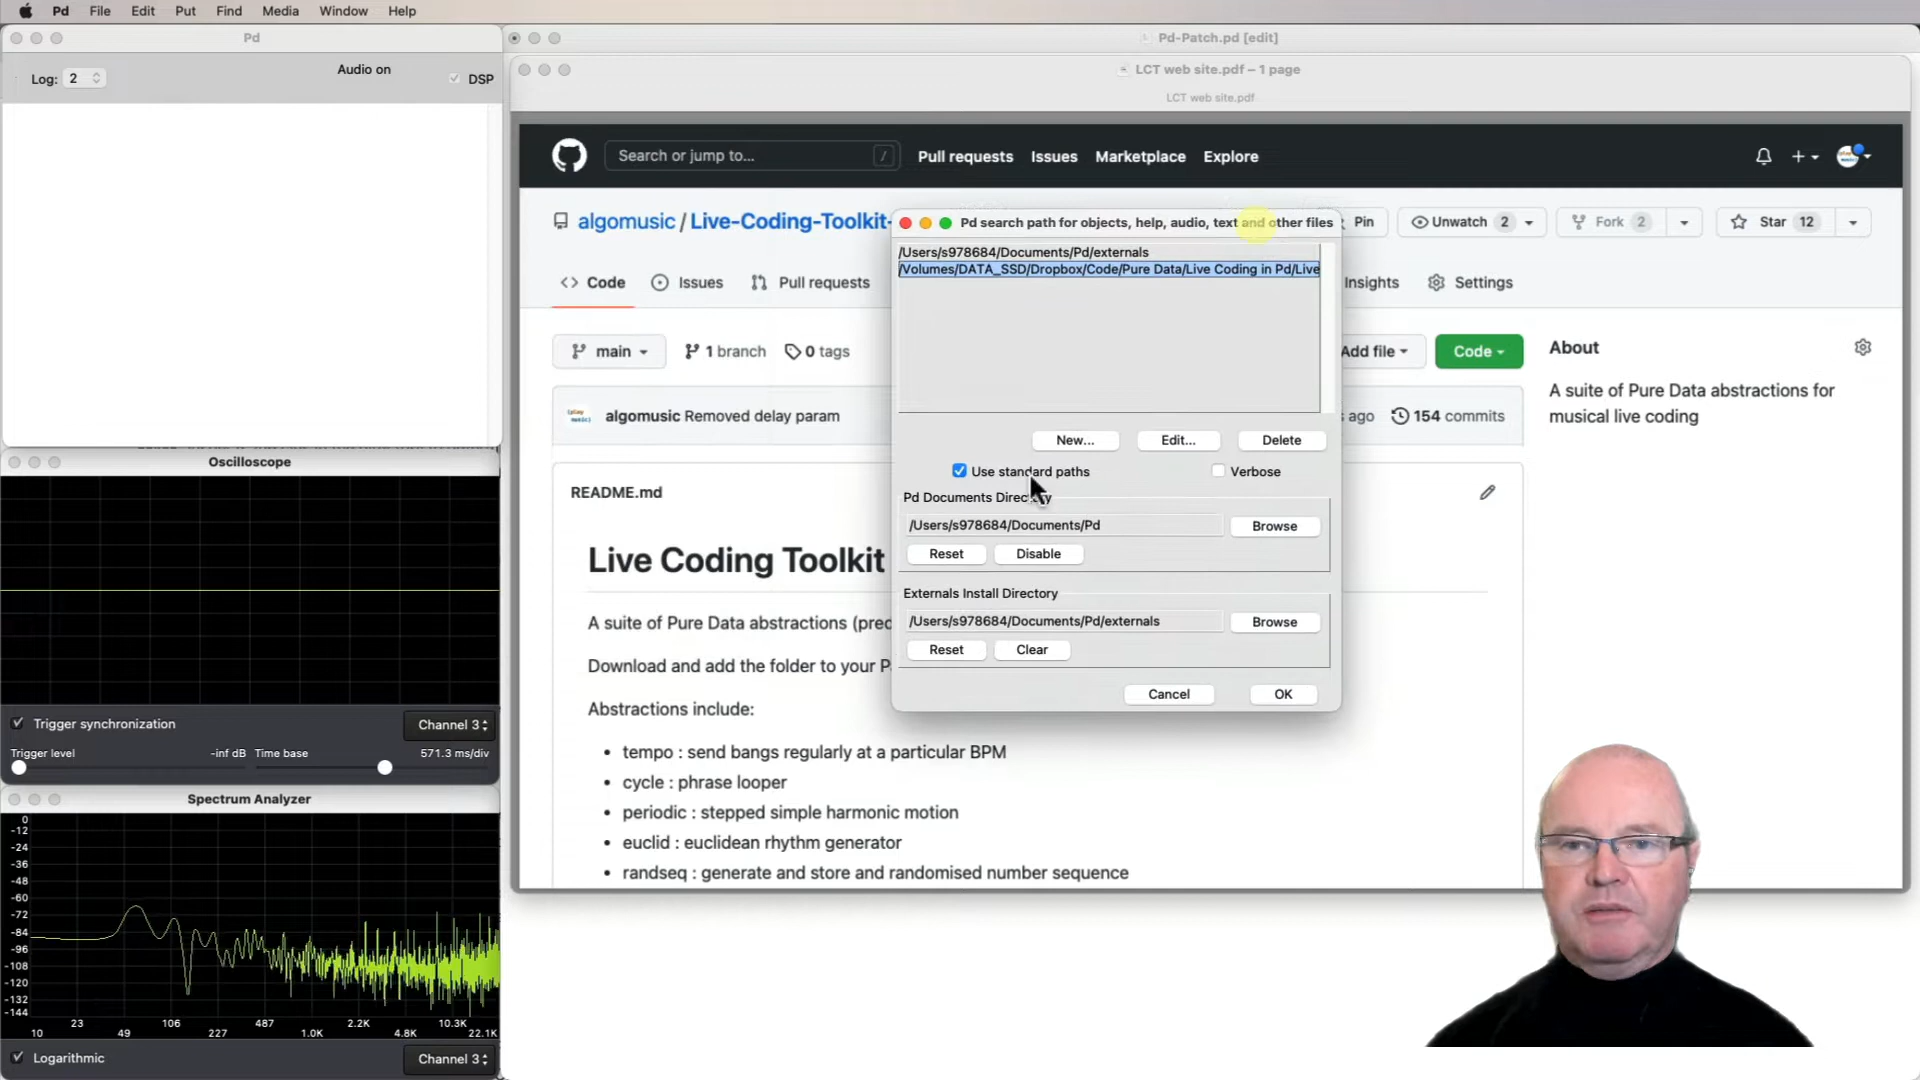 Pd File Edit Put Find Media Window Help
Pd
Log: 2
Audio on
DSP
Oscilloscope
Trigger synchronization
Channel 3
Trigger level -inf dB Time base 571.3 ms/div
Spectrum Analyzer
0
-12
-24
-36
-48
-60
-72
-84
-96
-108
-120
-132
-144
23 106 487 2.2K 10.3K
10 49 227 1.0K 4.8K 22.1K
Logarithmic
Channel 3
Pd-Patch.pd [edit]
LCT web site.pdf – 1 page
LCT web site.pdf
Search or jump to... /
Pull requests Issues Marketplace Explore
algomusic / Live-Coding-Toolkit-
Pin
Unwatch 2
Fork 2
Star 12
Code Issues Pull requests
Insights Settings
main
1 branch
0 tags
Add file
Code
algomusic Removed delay param
ago
154 commits
About
A suite of Pure Data abstractions for
musical live coding
README.md
Live Coding Toolkit
A suite of Pure Data abstractions (pred
Download and add the folder to your P
Abstractions include:
• tempo : send bangs regularly at a particular BPM
• cycle : phrase looper
• periodic : stepped simple harmonic motion
• euclid : euclidean rhythm generator
• randseq : generate and store and randomised number sequence
Pd search path for objects, help, audio, text and other files
/Users/s978684/Documents/Pd/externals
/Volumes/DATA_SSD/Dropbox/Code/Pure Data/Live Coding in Pd/Live
New... Edit... Delete
Use standard paths Verbose
Pd Documents Directory
/Users/s978684/Documents/Pd
Browse
Reset Disable
Externals Install Directory
/Users/s978684/Documents/Pd/externals
Browse
Reset Clear
Cancel OK